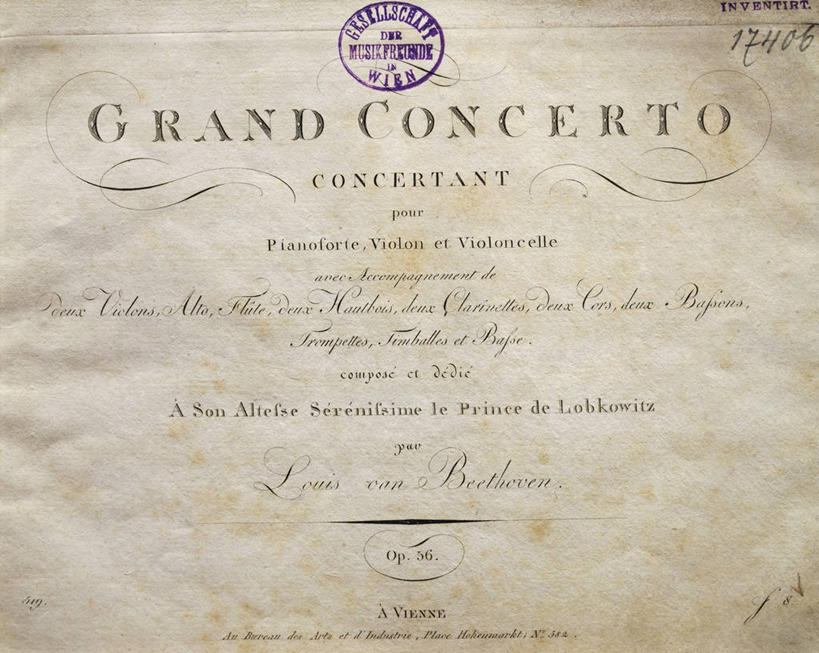 INVENTIRT.
GESELLSCHAFT
DER
MUSIKFREUNDE
IN
WIEN
17406
GRAND CONCERTO
CONCERTANT
pour
Pianoforte, Violon et Violoncelle
avec Accompagnement de
deux Violons, Alto, Flûte, deux Hautbois, deux Clarinettes, deux Cors, deux Baſsons,
Trompettes, Timballes et Baſse.
composé et dédié
À Son Alteſse Séréniſsime le Prince de Lobkowitz
par
Louis van Beethoven.
Op. 56.
519.
f 8
À VIENNE
Au Bureau des Arts et d'Industrie, Place Hohenmarkt, Nº 582.